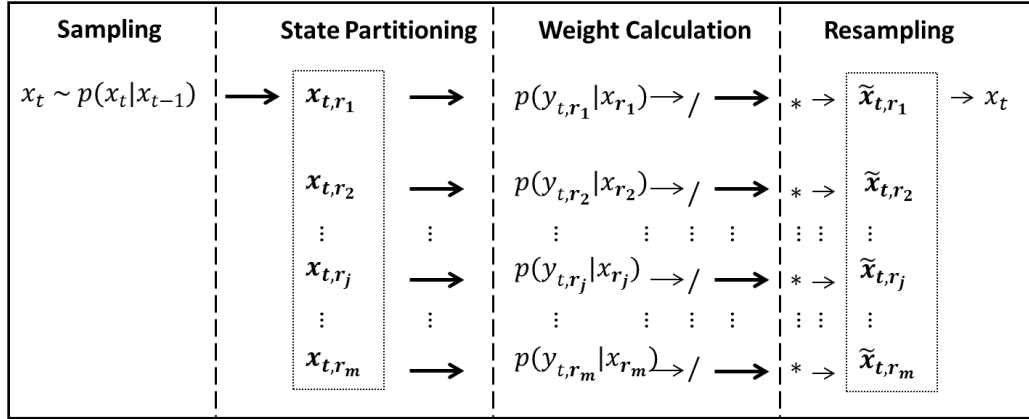 Sampling State Partitioning Weight Calculation Resampling
x_t ~ p(x_t|x_{t−1}) → x_{t,r_1} → p(y_{t,r_1}|x_{r_1}) → / → * → x̃_{t,r_1} → x_t
x_{t,r_2} → p(y_{t,r_2}|x_{r_2}) → / → * → x̃_{t,r_2}
⋮ ⋮ ⋮ ⋮ ⋮ ⋮ ⋮ ⋮ ⋮
x_{t,r_j} → p(y_{t,r_j}|x_{r_j}) → / → * → x̃_{t,r_j}
⋮ ⋮ ⋮ ⋮ ⋮ ⋮ ⋮ ⋮ ⋮
x_{t,r_m} → p(y_{t,r_m}|x_{r_m}) → / → * → x̃_{t,r_m}